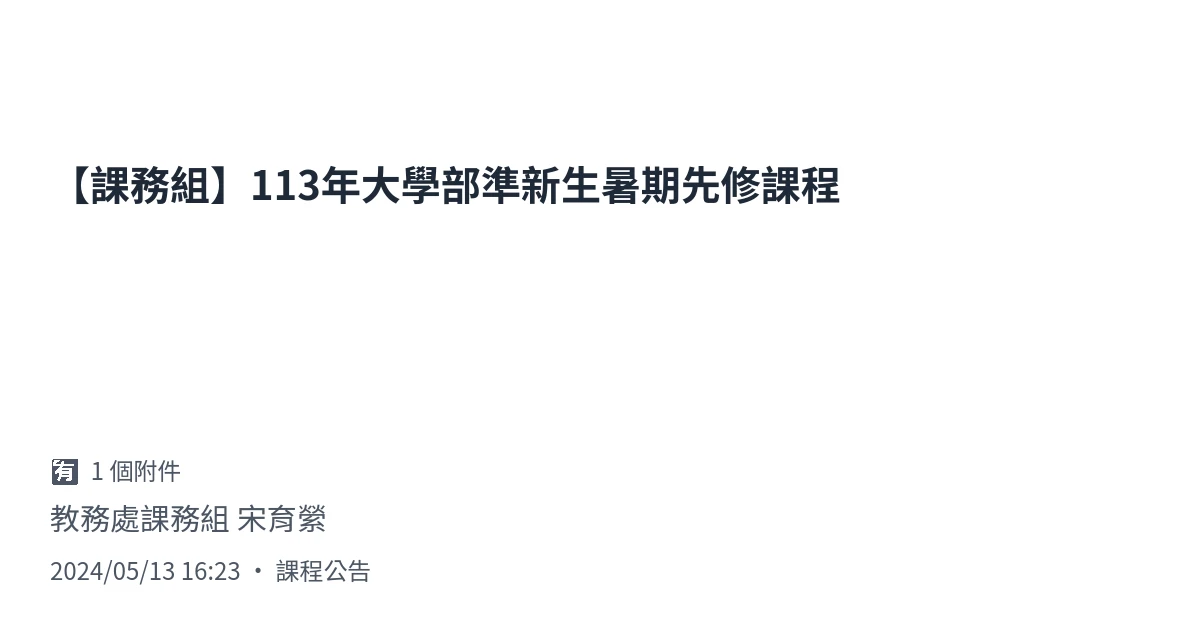 【課務組】113年大學部準新生暑期先修課程
🈶 1 個附件
教務處課務組 宋育縈
2024/05/13 16:23 • 課程公告